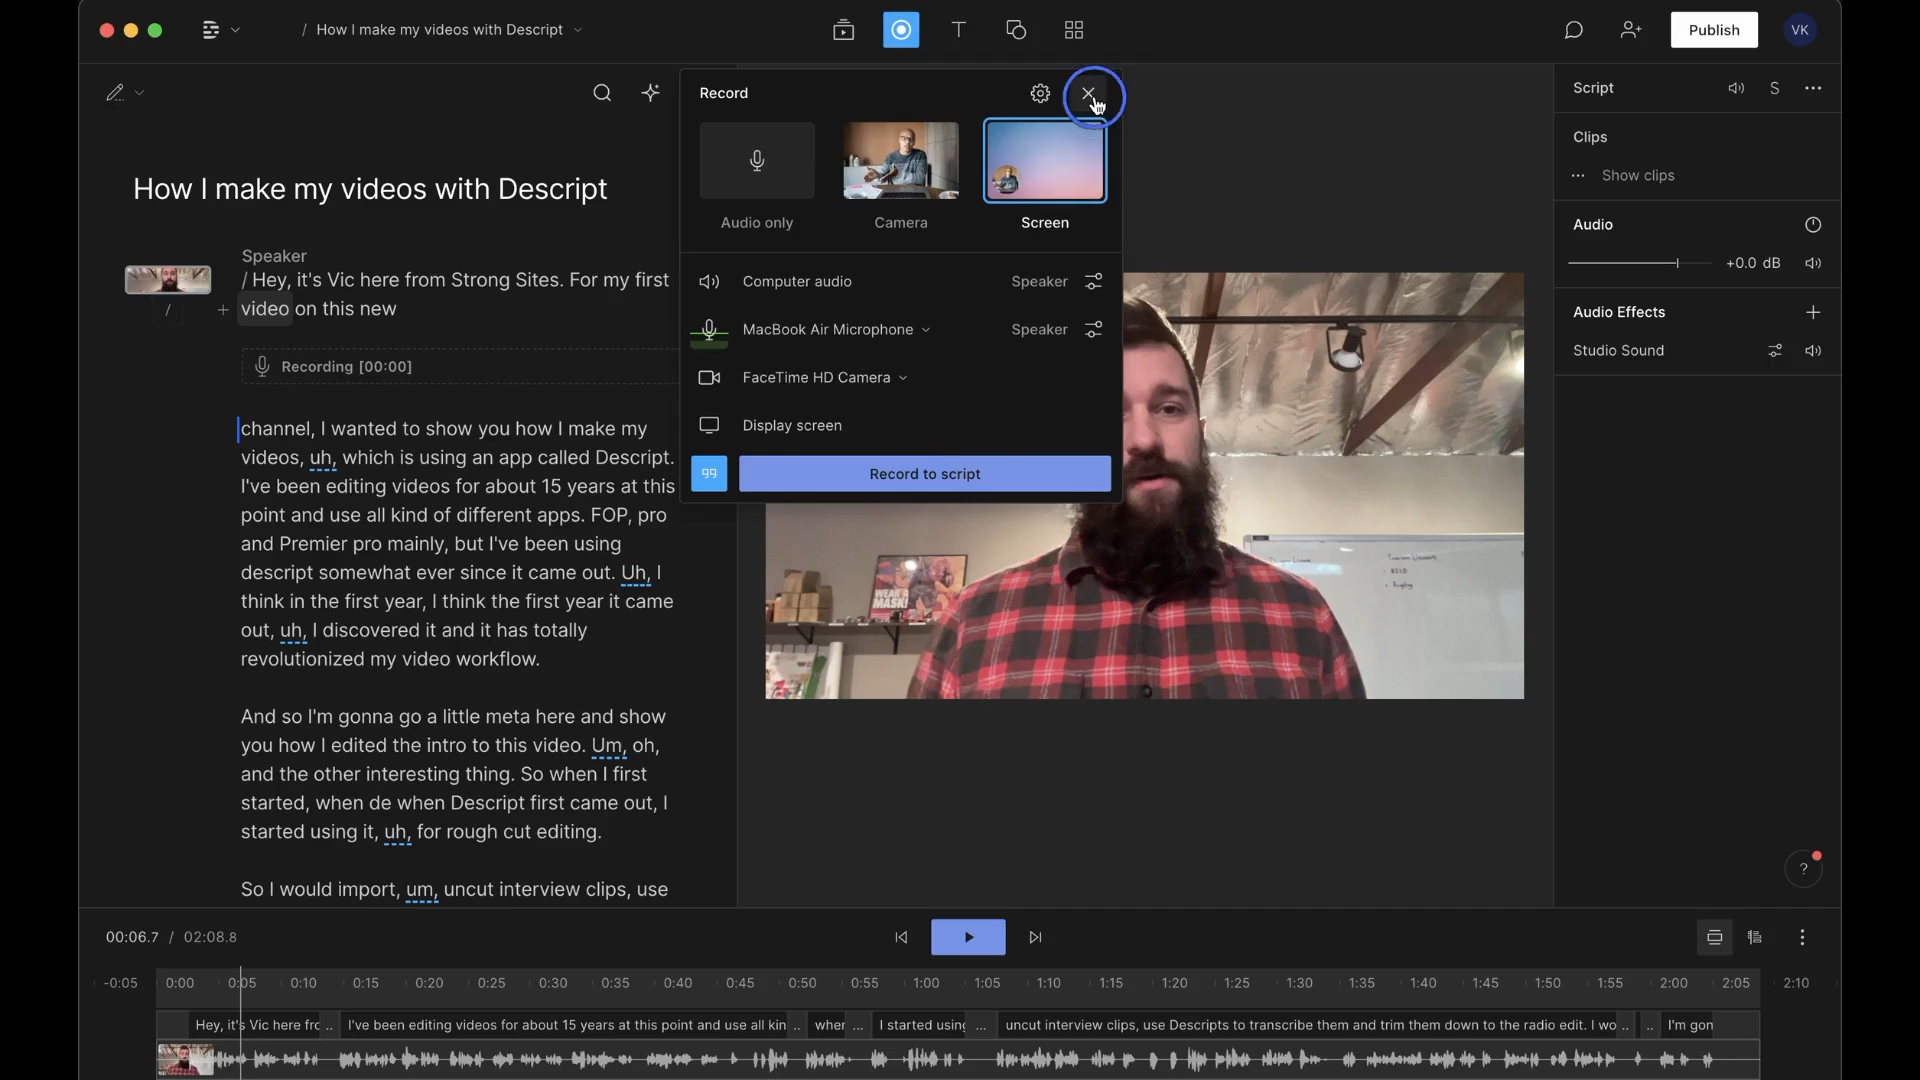 / How I make my videos with Descript
Publish
VK
Record
Audio only
Camera
Screen
Computer audio
Speaker
MacBook Air Microphone
Speaker
FaceTime HD Camera
Display screen
Record to script
How I make my videos with Descript
Speaker
/ Hey, it's Vic here from Strong Sites. For my first
/ + video on this new
Recording [00:00]
channel, I wanted to show you how I make my
videos, uh, which is using an app called Descript.
I've been editing videos for about 15 years at this
point and use all kind of different apps. FOP, pro
and Premier pro mainly, but I've been using
descript somewhat ever since it came out. Uh, I
think in the first year, I think the first year it came
out, uh, I discovered it and it has totally
revolutionized my video workflow.
And so I'm gonna go a little meta here and show
you how I edited the intro to this video. Um, oh,
and the other interesting thing. So when I first
started, when de when Descript first came out, I
started using it, uh, for rough cut editing.
So I would import, um, uncut interview clips, use
WEAR A
MASK!
Script
S
Clips
Show clips
Audio
+0.0 dB
Audio Effects
Studio Sound
?
00:06.7 / 02:08.8
-0:05 0:00 0:05 0:10 0:15 0:20 0:25 0:30 0:35 0:40 0:45 0:50 0:55 1:00 1:05 1:10 1:15 1:20 1:25 1:30 1:35 1:40 1:45 1:50 1:55 2:00 2:05 2:10
Hey, it's Vic here frc .. I've been editing videos for about 15 years at this point and use all kin .. wher ... I started using ... uncut interview clips, use Descripts to transcribe them and trim them down to the radio edit. I wo .. .. I'm gon